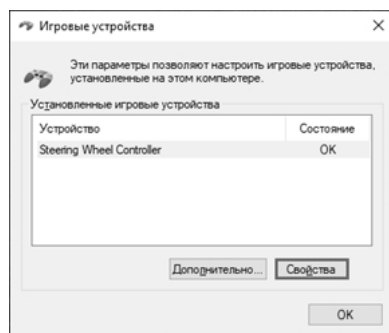 Игровые устройства
Эти параметры позволяют настроить игровые устройства,
установленные на этом компьютере.
Установленные игровые устройства
Устройство Состояние
Steering Wheel Controller OK
Дополнительно... Свойства
OK